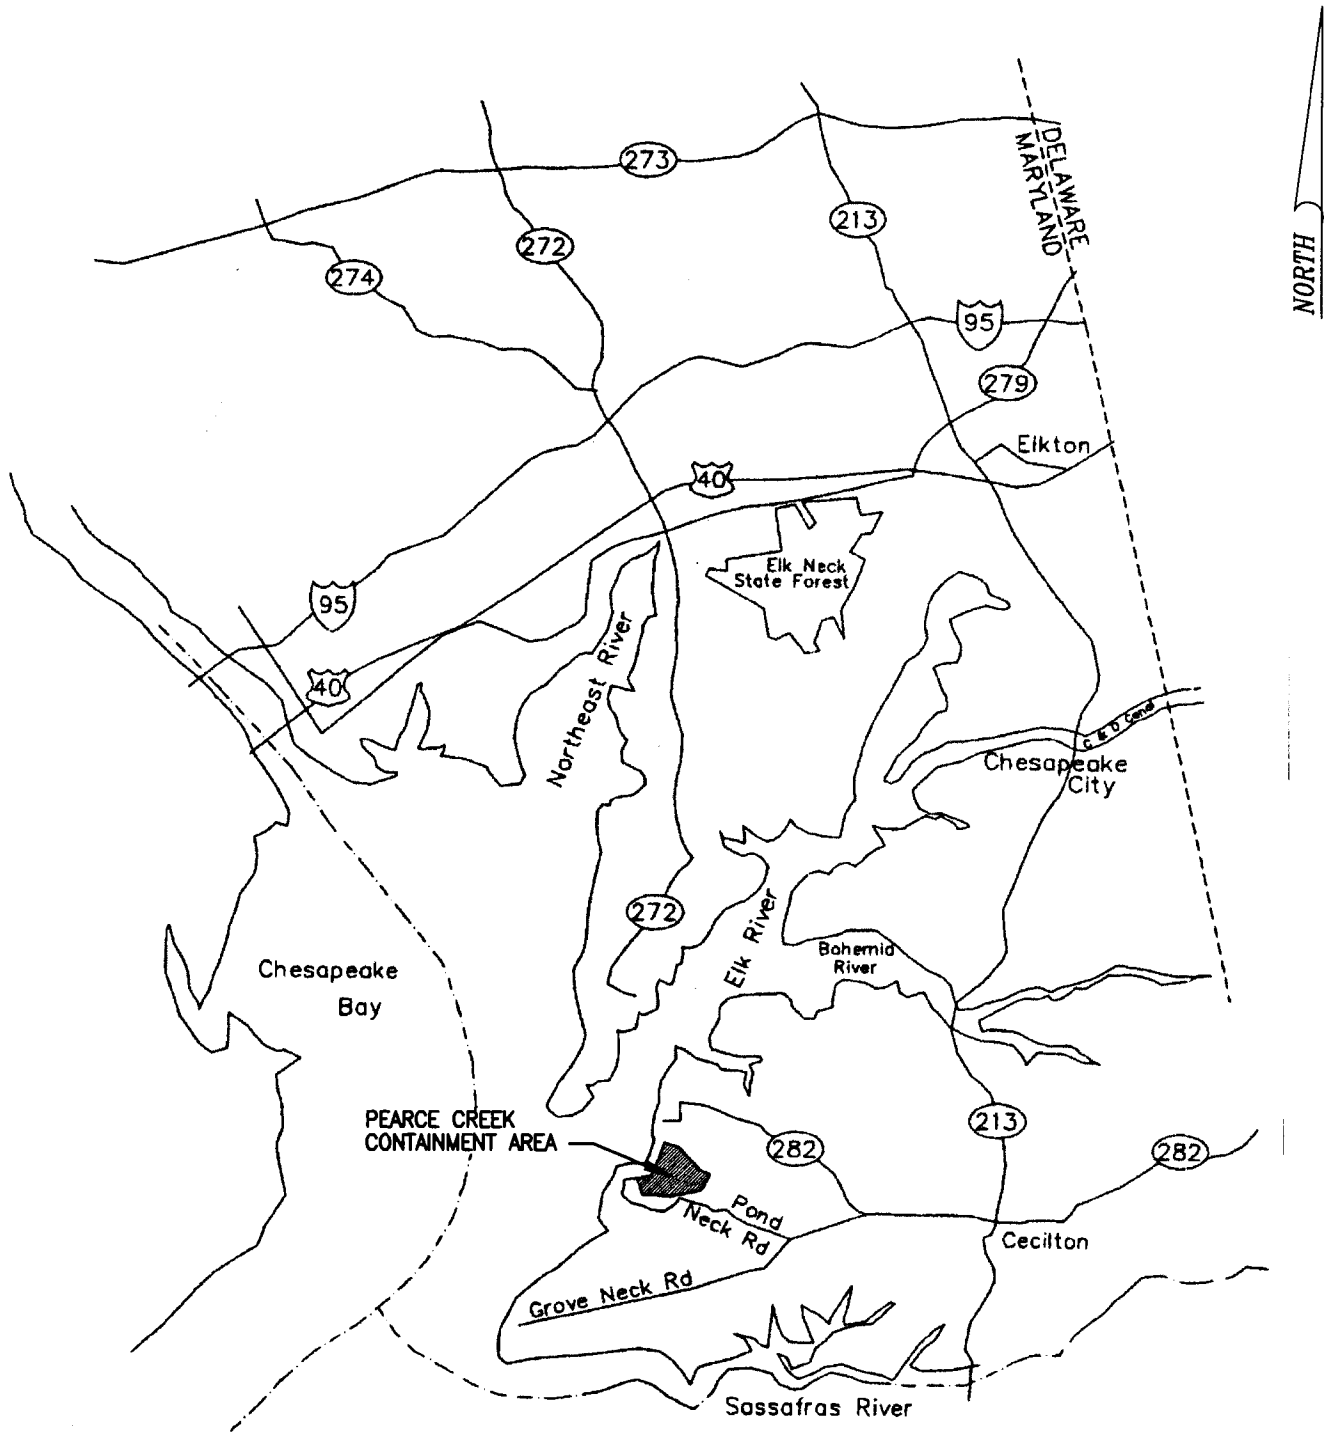 273
DELAWARE
MARYLAND
213
272
274
NORTH
95
279
Elkton
40
Elk Neck
State Forest
95
Northeast River
40
C & D Canal
Chesapeake
City
272
Elk River
Bohemia
River
Chesapeake
Bay
PEARCE CREEK
CONTAINMENT AREA
213
282
282
Pond
Neck Rd
Cecilton
Grove Neck Rd
Sassafras River